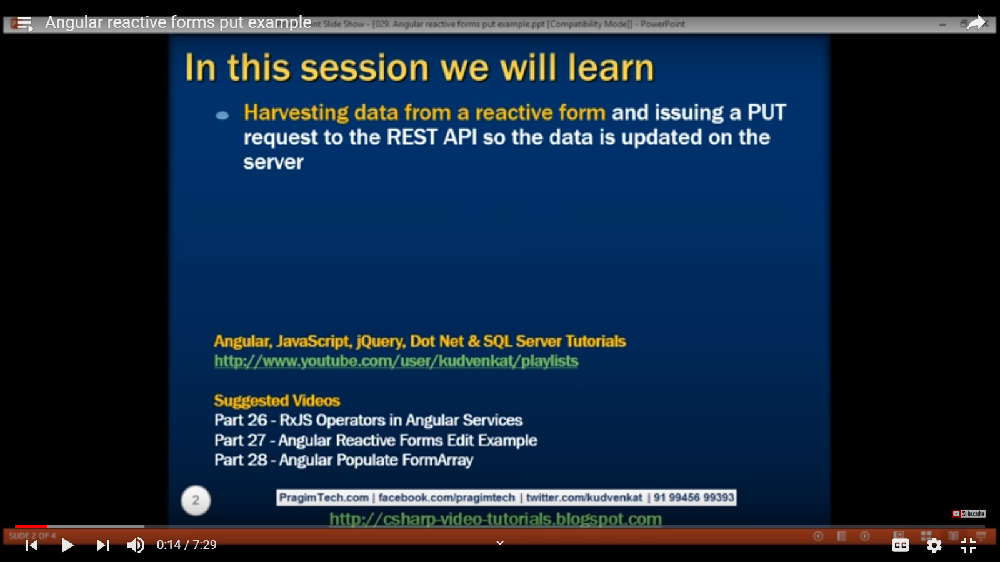 Angular reactive forms put example
nt Slide Show - [029. Angular reactive forms put example.ppt [Compatibility Mode]] - PowerPoint
In this session we will learn
Harvesting data from a reactive form and issuing a PUT
request to the REST API so the data is updated on the
server
Angular, JavaScript, jQuery, Dot Net & SQL Server Tutorials
http://www.youtube.com/user/kudvenkat/playlists
Suggested Videos
Part 26 - RxJS Operators in Angular Services
Part 27 - Angular Reactive Forms Edit Example
Part 28 - Angular Populate FormArray
2
PragimTech.com | facebook.com/pragimtech | twitter.com/kudvenkat | 91 99456 99393
Subscribe
http://csharp-video-tutorials.blogspot.com
SLIDE 2 OF 4
0:14 / 7:29
CC